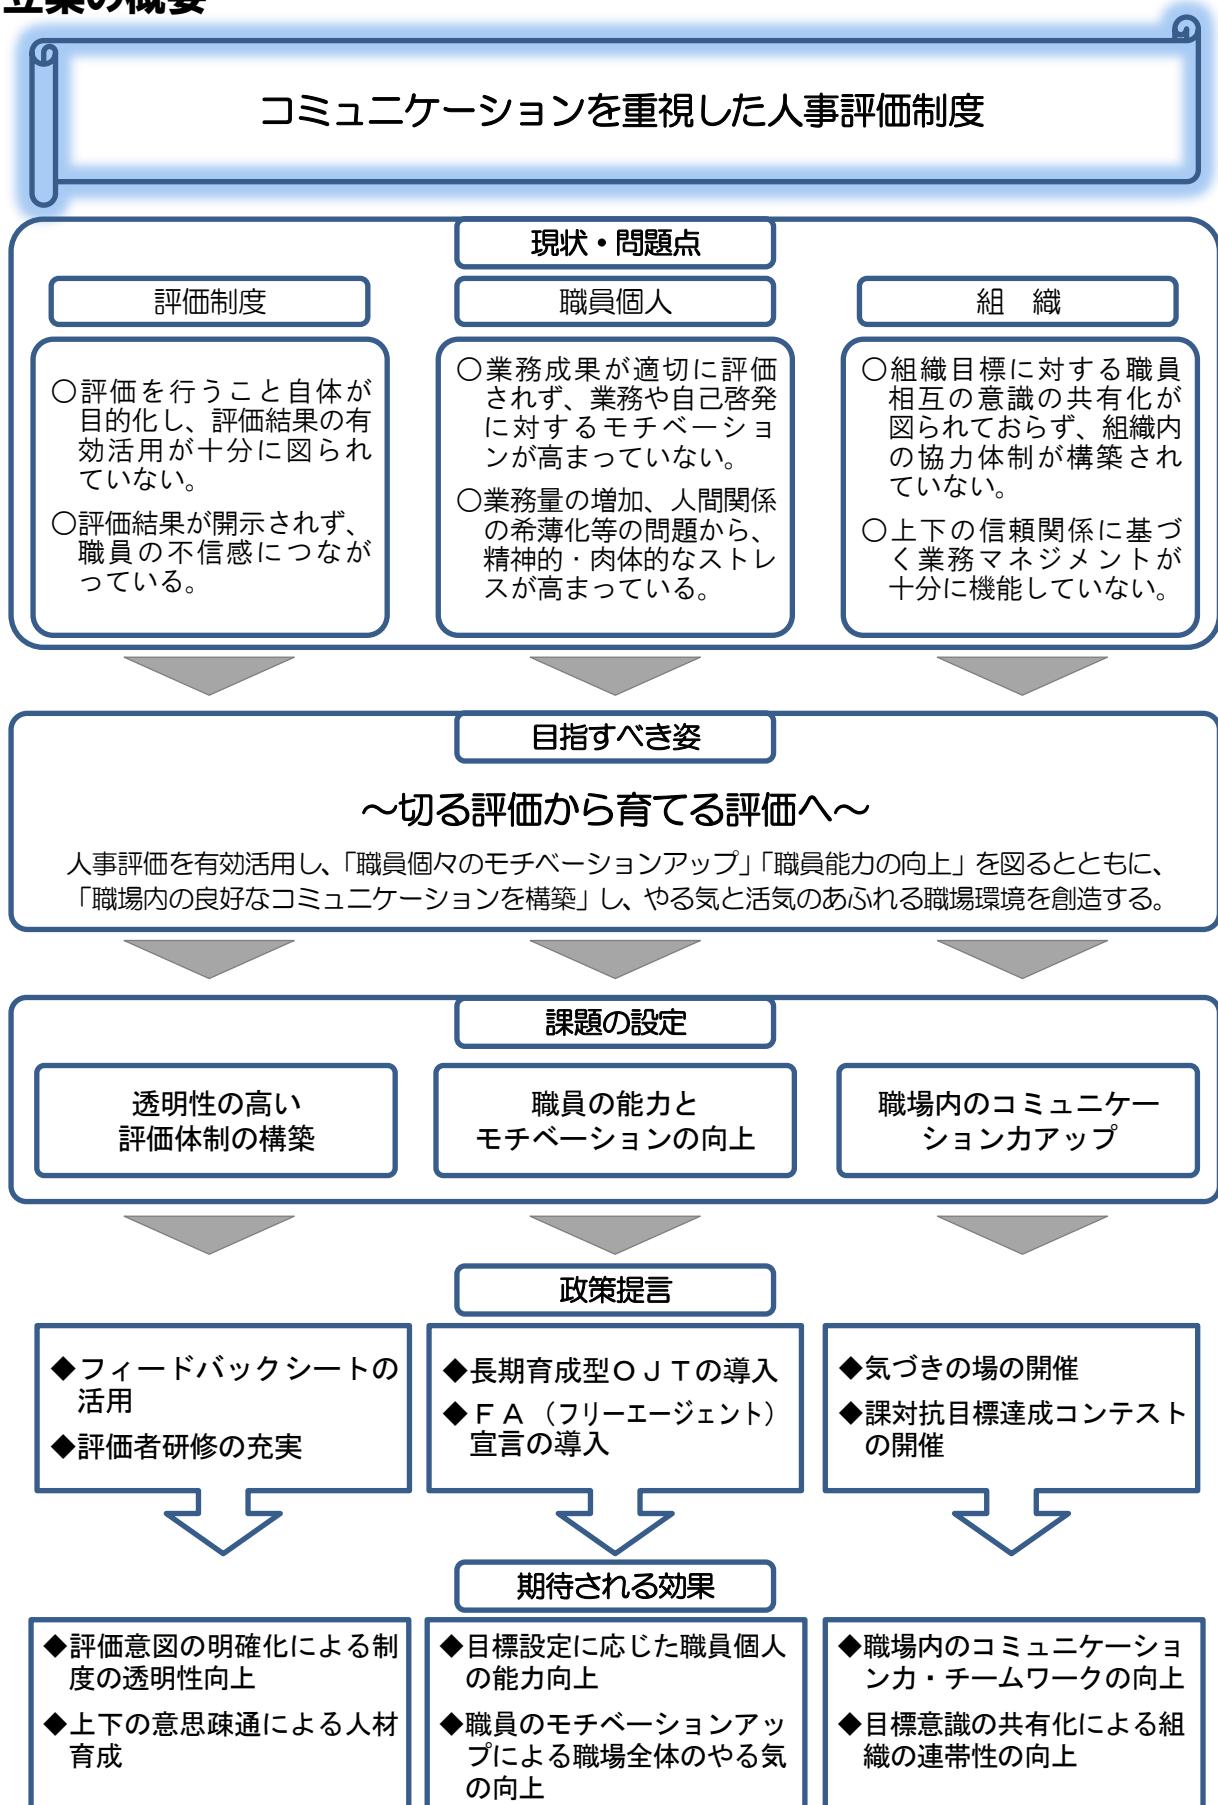 立案の概要
コミュニケーションを重視した人事評価制度
現状・問題点
評価制度
職員個人
組　織
○評価を行うこと自体が
目的化し、評価結果の有
効活用が十分に図られ
ていない。
○評価結果が開示されず、
職員の不信感につなが
っている。
○業務成果が適切に評価
されず、業務や自己啓発
に対するモチベーショ
ンが高まっていない。
○業務量の増加、人間関係
の希薄化等の問題から、
精神的・肉体的なストレ
スが高まっている。
○組織目標に対する職員
相互の意識の共有化が
図られておらず、組織内
の協力体制が構築され
ていない。
○上下の信頼関係に基づ
く業務マネジメントが
十分に機能していない。
目指すべき姿
～切る評価から育てる評価へ～
人事評価を有効活用し、「職員個々のモチベーションアップ」「職員能力の向上」を図るとともに、
「職場内の良好なコミュニケーションを構築」し、やる気と活気のあふれる職場環境を創造する。
課題の設定
透明性の高い
評価体制の構築
職員の能力と
モチベーションの向上
職場内のコミュニケー
ション力アップ
政策提言
◆フィードバックシートの
活用
◆評価者研修の充実
◆長期育成型ＯＪＴの導入
◆ＦＡ（フリーエージェント）
宣言の導入
◆気づきの場の開催
◆課対抗目標達成コンテスト
の開催
期待される効果
◆評価意図の明確化による制
度の透明性向上
◆上下の意思疎通による人材
育成
◆目標設定に応じた職員個人
の能力向上
◆職員のモチベーションアッ
プによる職場全体のやる気
の向上
◆職場内のコミュニケーショ
ン力・チームワークの向上
◆目標意識の共有化による組
織の連帯性の向上